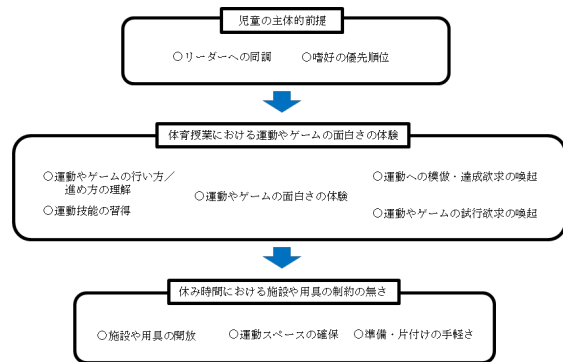 児童の主体的前提
○リーダーへの同調 ○嗜好の優先順位
体育授業における運動やゲームの面白さの体験
○運動やゲームの行い方／
進め方の理解
○運動技能の習得
○運動やゲームの面白さの体験
○運動への模倣・達成欲求の喚起
○運動やゲームの試行欲求の喚起
休み時間における施設や用具の制約の無さ
○施設や用具の開放 ○運動スペースの確保 ○準備・片付けの手軽さ